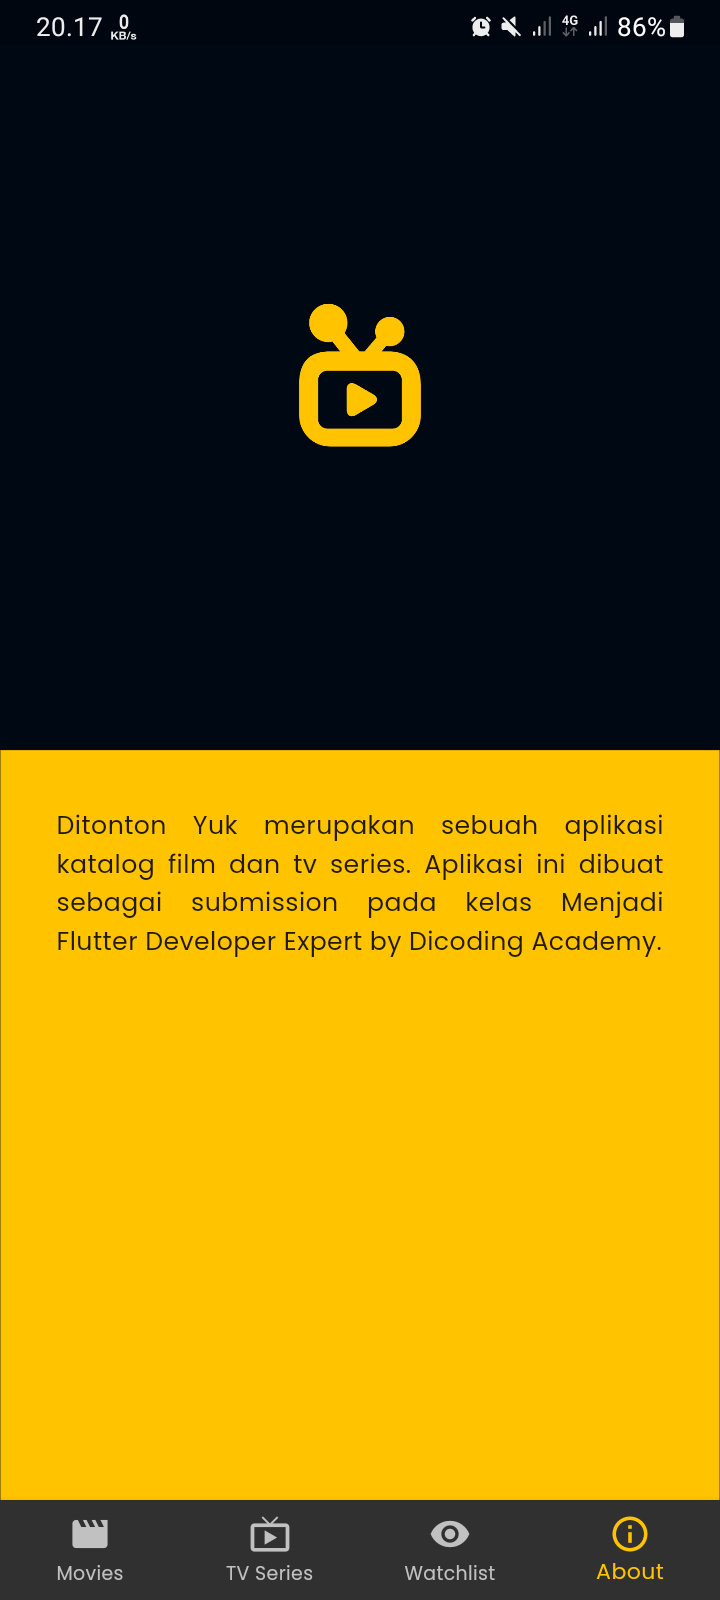 20.17 0 KB/s 4G 86%
Ditonton Yuk merupakan sebuah aplikasi
katalog film dan tv series. Aplikasi ini dibuat
sebagai submission pada kelas Menjadi
Flutter Developer Expert by Dicoding Academy.
Movies TV Series Watchlist About